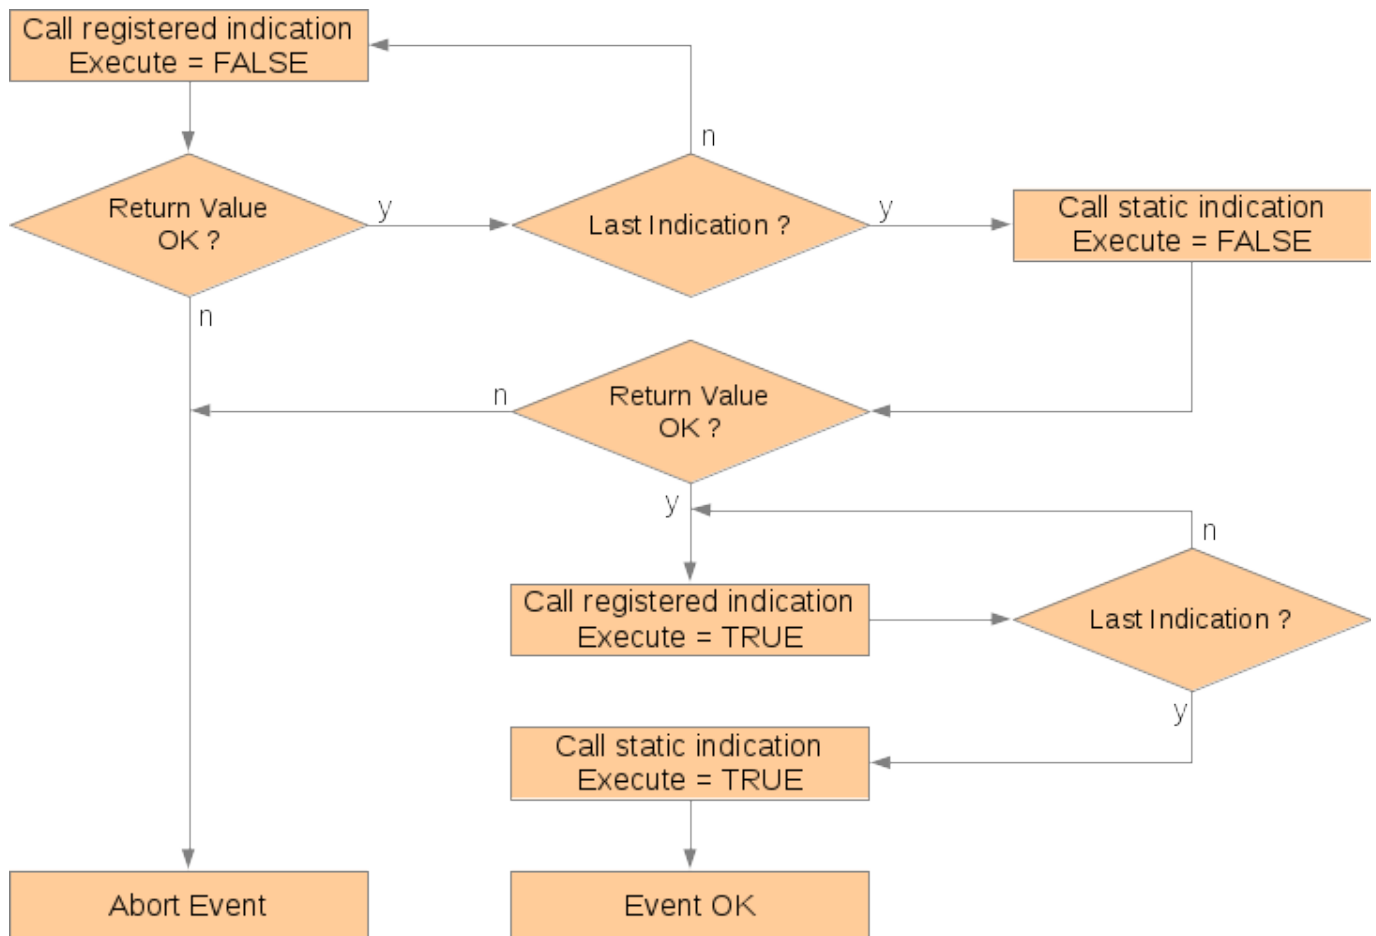 Call registered indication
Execute = FALSE
n
Return Value
OK ?
y
Last Indication ?
y
Call static indication
Execute = FALSE
n
n
Return Value
OK ?
y
n
Call registered indication
Execute = TRUE
Last Indication ?
y
Call static indication
Execute = TRUE
Abort Event
Event OK